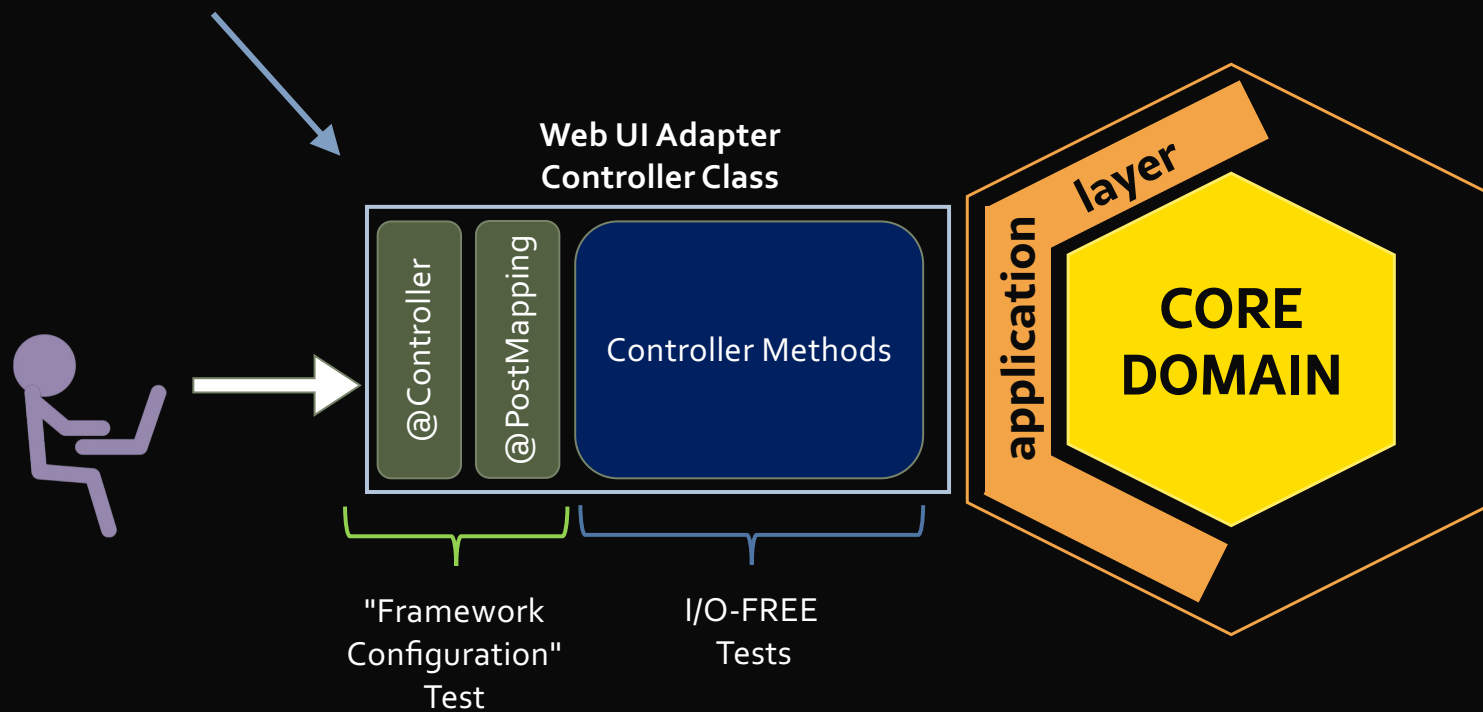 Web UI Adapter
Controller Class
@Controller
@PostMapping
Controller Methods
application
layer
CORE
DOMAIN
"Framework
Configuration"
Test
I/O-FREE
Tests